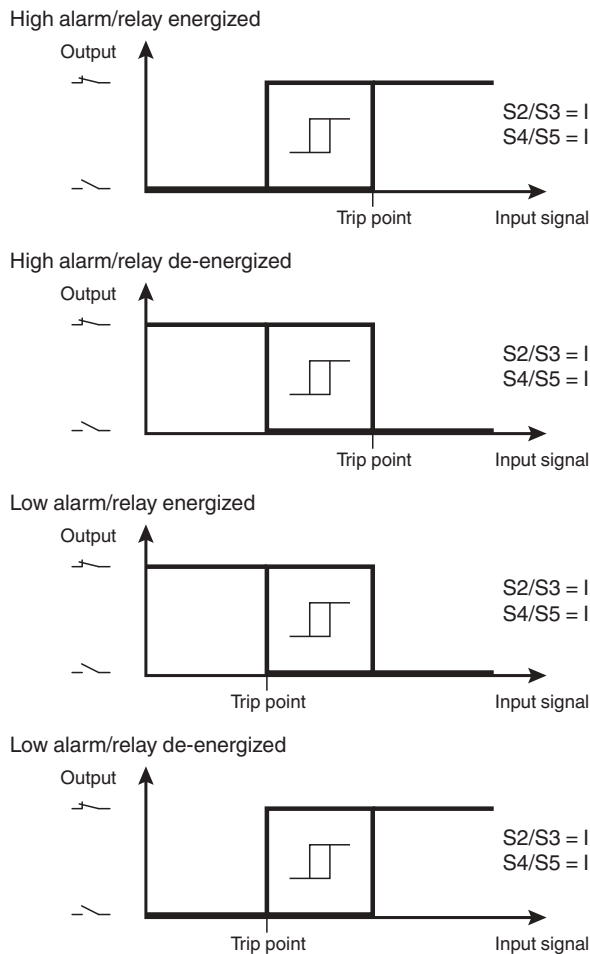 High alarm/relay energized
Output
S2/S3 = I
S4/S5 = I
Trip point
Input signal
High alarm/relay de-energized
Output
S2/S3 = I
S4/S5 = I
Trip point
Input signal
Low alarm/relay energized
Output
S2/S3 = I
S4/S5 = I
Trip point
Input signal
Low alarm/relay de-energized
Output
S2/S3 = I
S4/S5 = I
Trip point
Input signal